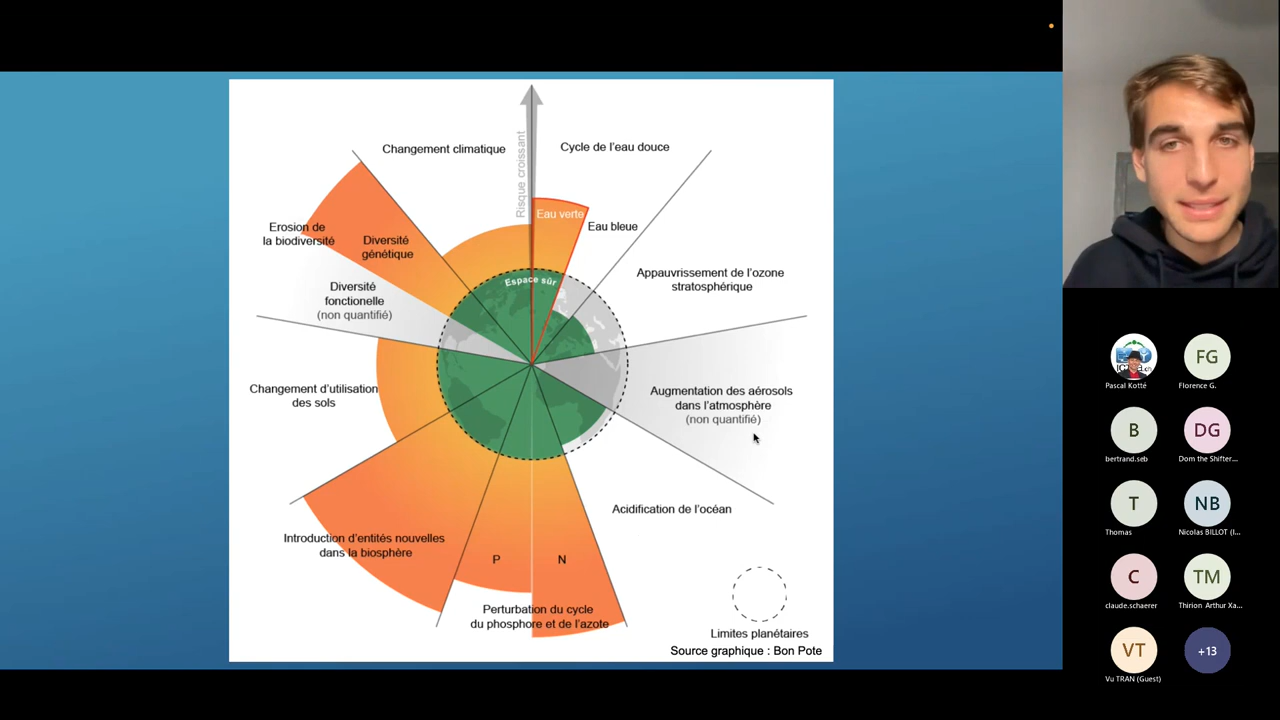 Changement climatique
Risque croissant
Cycle de l'eau douce
Eau verte
Eau bleue
Erosion de
la biodiversité
Diversité
génétique
Espace sûr
Appauvrissement de l'ozone
stratosphérique
Diversité
fonctionelle
(non quantifié)
Changement d'utilisation
des sols
Augmentation des aérosols
dans l'atmosphère
(non quantifié)
Acidification de l'océan
Introduction d'entités nouvelles
dans la biosphère
P
N
Perturbation du cycle
du phosphore et de l'azote
Limites planétaires
Source graphique : Bon Pote
Pascal Kotté
FG
Florence G.
B
bertrand.seb
DG
Dom the Shifter...
T
Thomas
NB
Nicolas BILLOT (I...
C
claude.schaerer
TM
Thirion Arthur Xa...
VT
Vu TRAN (Guest)
+13